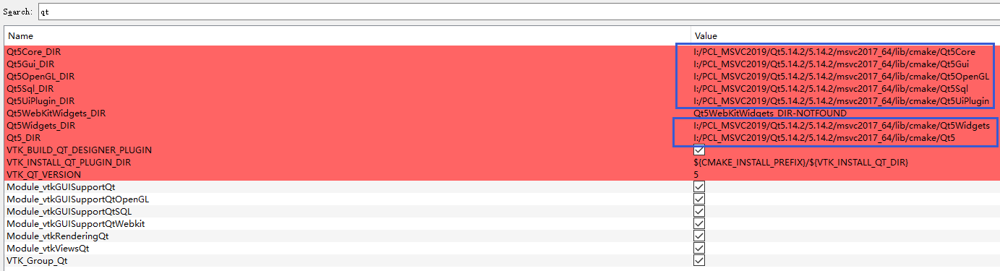 Search: qt
Name Value
Qt5Core_DIR I:/PCL_MSVC2019/Qt5.14.2/5.14.2/msvc2017_64/lib/cmake/Qt5Core
Qt5Gui_DIR I:/PCL_MSVC2019/Qt5.14.2/5.14.2/msvc2017_64/lib/cmake/Qt5Gui
Qt5OpenGL_DIR I:/PCL_MSVC2019/Qt5.14.2/5.14.2/msvc2017_64/lib/cmake/Qt5OpenGL
Qt5Sql_DIR I:/PCL_MSVC2019/Qt5.14.2/5.14.2/msvc2017_64/lib/cmake/Qt5Sql
Qt5UiPlugin_DIR I:/PCL_MSVC2019/Qt5.14.2/5.14.2/msvc2017_64/lib/cmake/Qt5UiPlugin
Qt5WebKitWidgets_DIR Qt5WebKitWidgets_DIR-NOTFOUND
Qt5Widgets_DIR I:/PCL_MSVC2019/Qt5.14.2/5.14.2/msvc2017_64/lib/cmake/Qt5Widgets
Qt5_DIR I:/PCL_MSVC2019/Qt5.14.2/5.14.2/msvc2017_64/lib/cmake/Qt5
VTK_BUILD_QT_DESIGNER_PLUGIN
VTK_INSTALL_QT_PLUGIN_DIR ${CMAKE_INSTALL_PREFIX}/${VTK_INSTALL_QT_DIR}
VTK_QT_VERSION 5
Module_vtkGUISupportQt
Module_vtkGUISupportQtOpenGL
Module_vtkGUISupportQtSQL
Module_vtkGUISupportQtWebkit
Module_vtkRenderingQt
Module_vtkViewsQt
VTK_Group_Qt